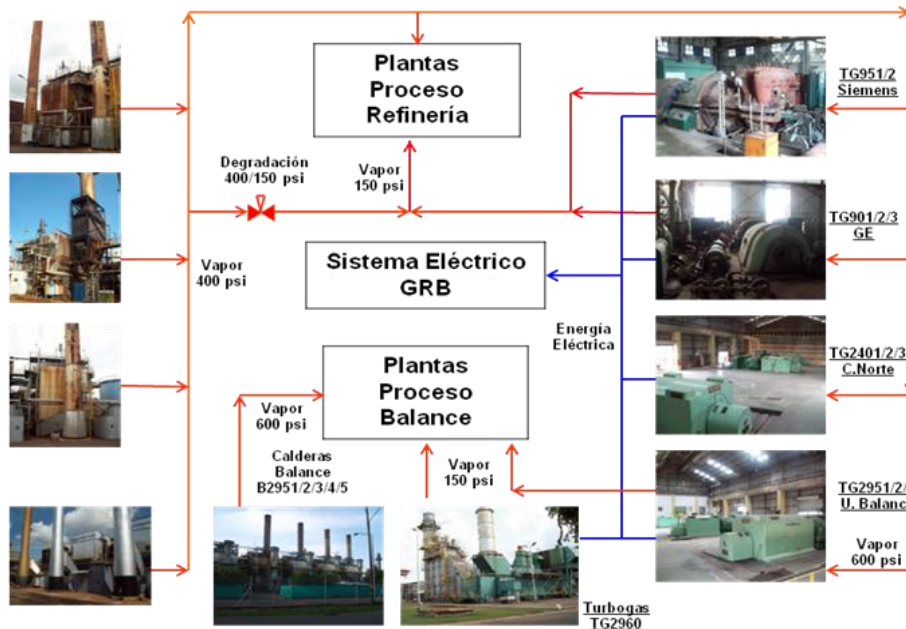 Plantas
Proceso
Refinería
TG951/2
Siemens
Degradación
400/150 psi
Vapor
150 psi
TG901/2/3
GE
Vapor
400 psi
Sistema Eléctrico
GRB
Energía
Eléctrica
TG2401/2/3
C.Norte
Plantas
Proceso
Balance
Vapor
600 psi
Calderas
Balance
B2951/2/3/4/5
Vapor
150 psi
TG2951/2/
U. Balanc
Vapor
600 psi
Turbogas
TG2960